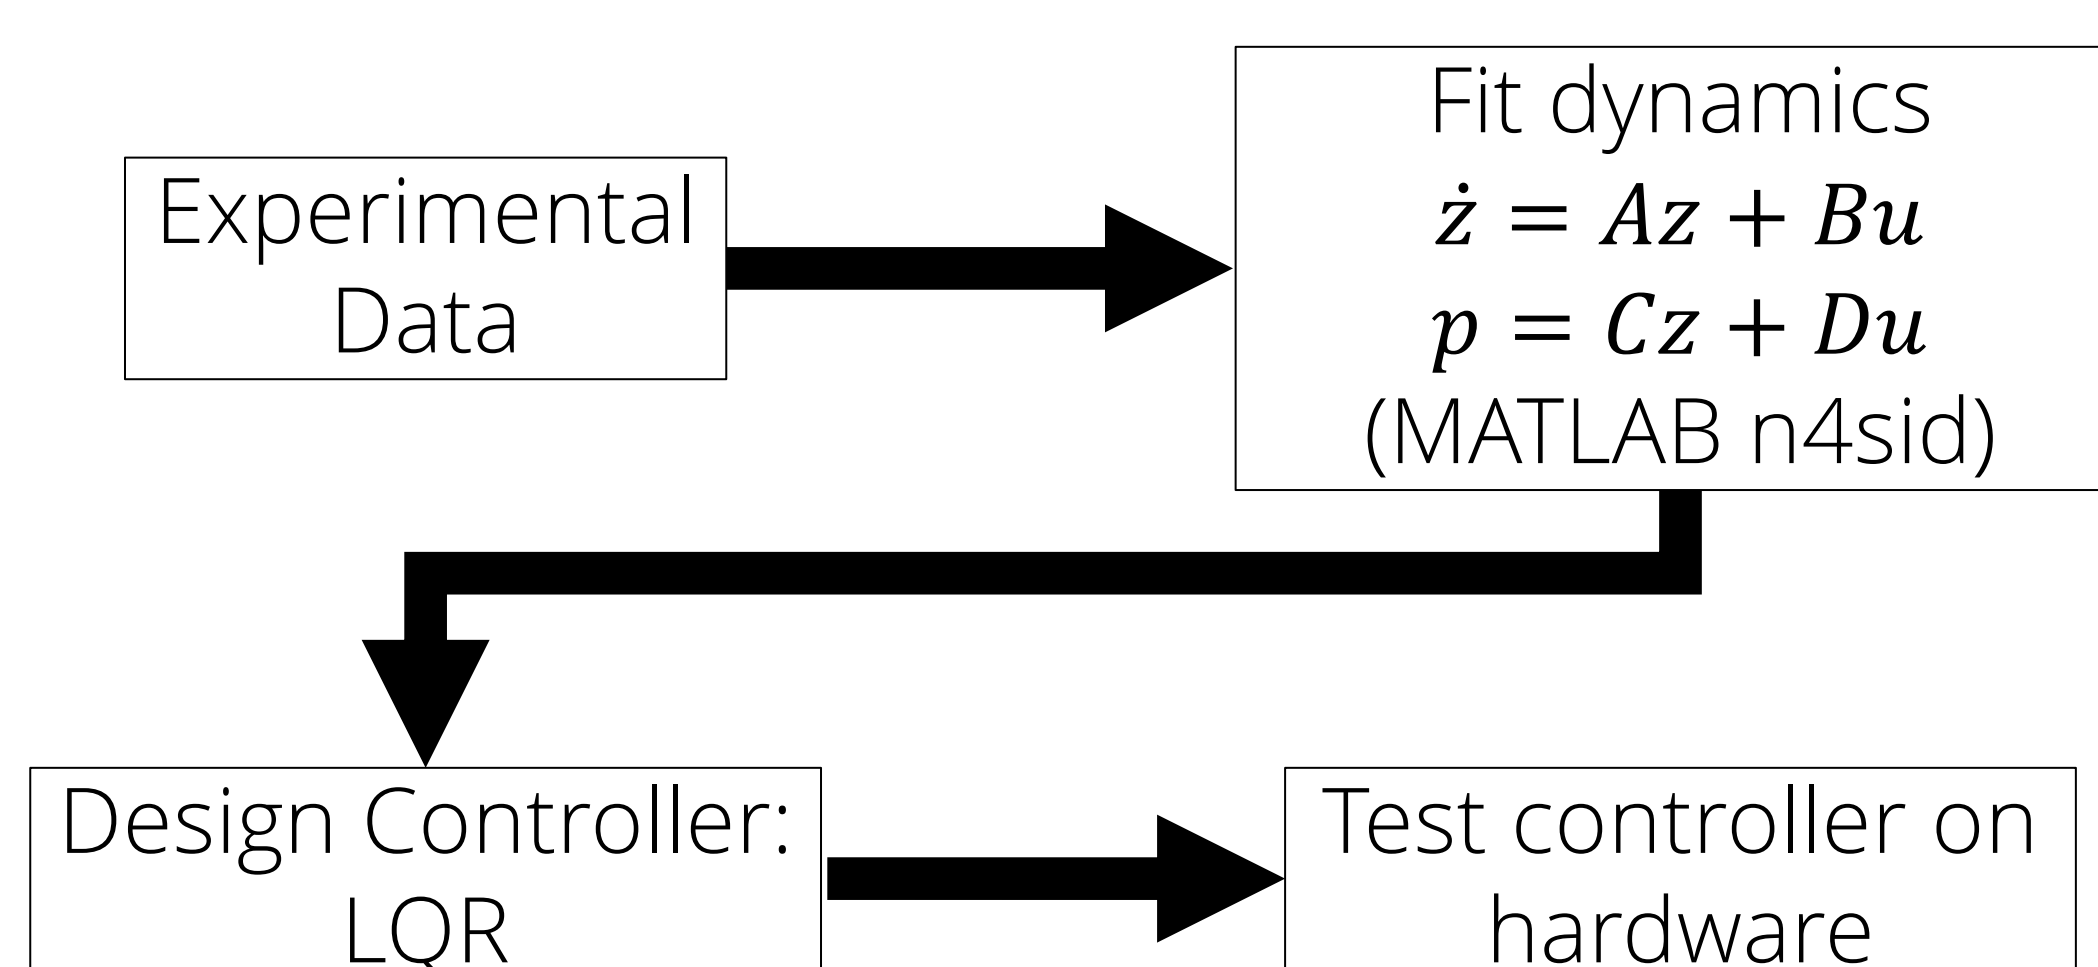 Experimental
Data
Fit dynamics
ż = Az + Bu
p = Cz + Du
(MATLAB n4sid)
Design Controller:
LQR
Test controller on
hardware